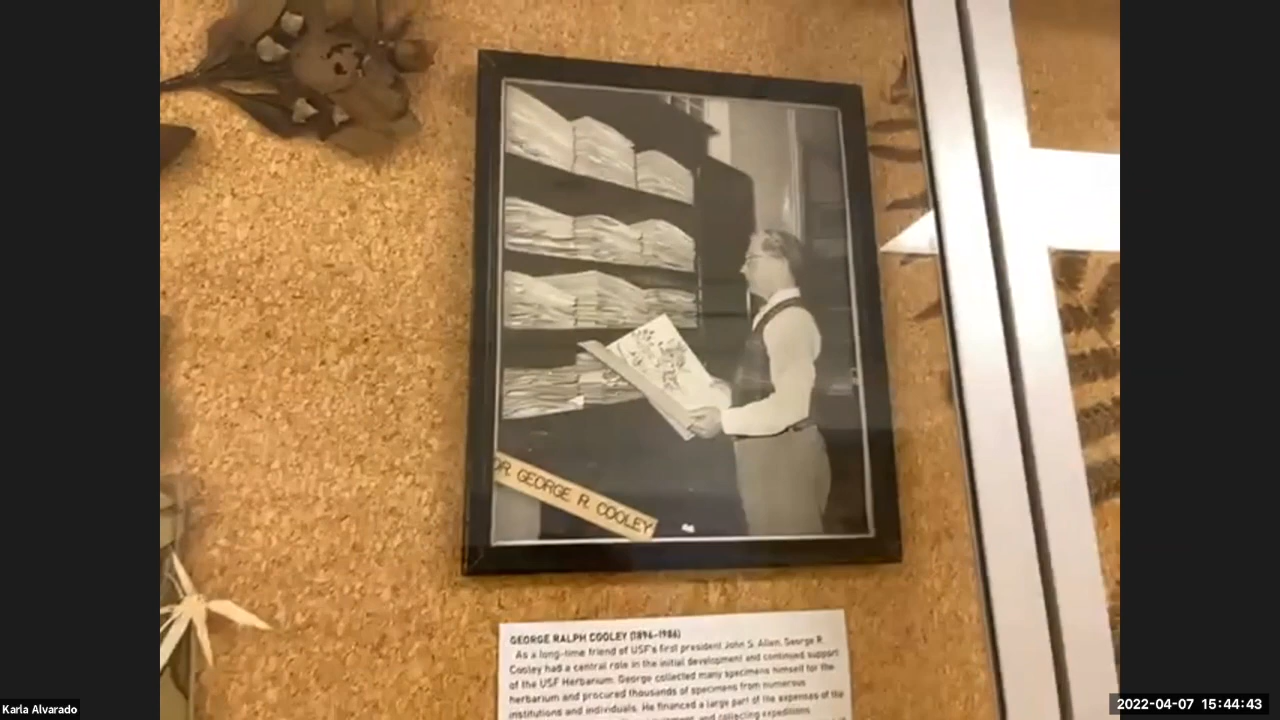 DR. GEORGE R. COOLEY
GEORGE RALPH COOLEY (1896-1986)
As a long-time friend of USF's first president John S. Allen, George R.
Cooley had a central role in the initial development and continued support
of the USF Herbarium. George collected many specimens himself for the
herbarium and procured thousands of specimens from numerous
institutions and individuals. He financed a large part of the expenses of the
and collecting expeditions
Karla Alvarado
2022-04-07 15:44:43